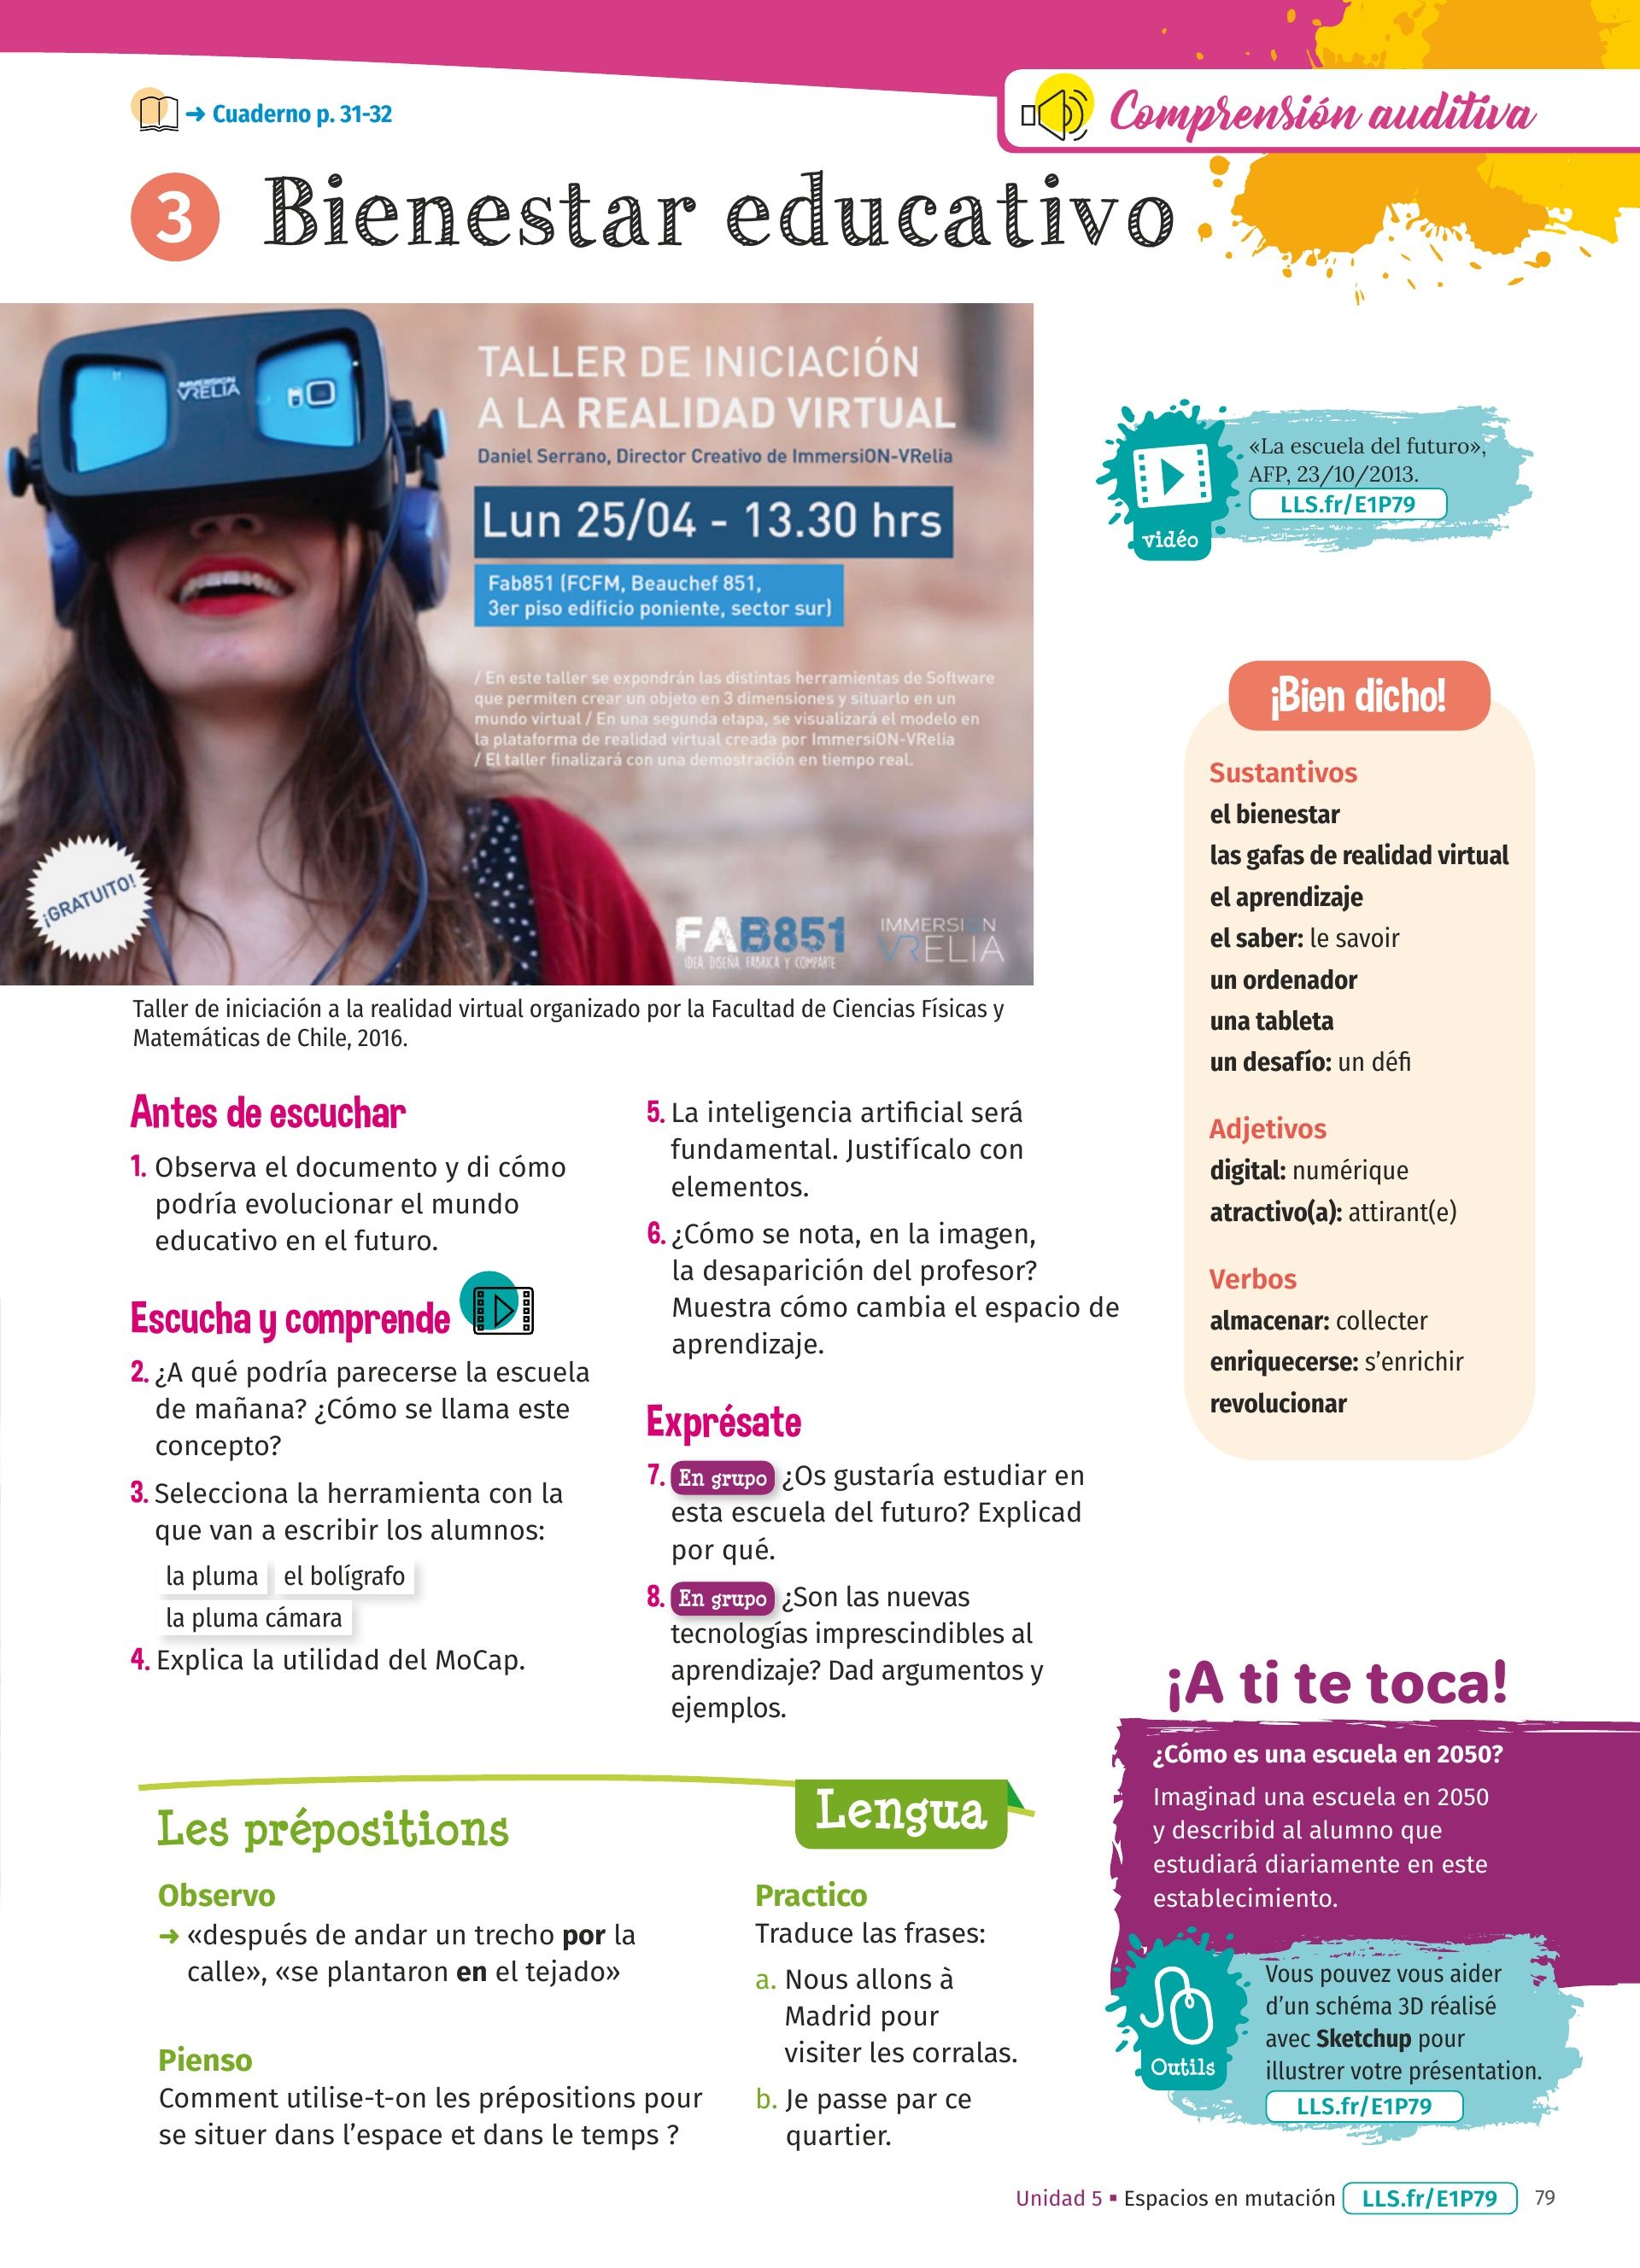 → Cuaderno p. 31-32
Comprensión auditiva
3 Bienestar educativo
IMMERSION
VRELIA
TALLER DE INICIACIÓN
A LA REALIDAD VIRTUAL
Daniel Serrano, Director Creativo de ImmersiON-VRelia
Lun 25/04 - 13.30 hrs
Fab851 (FCFM, Beauchef 851,
3er piso edificio poniente, sector sur)
/ En este taller se expondrán las distintas herramientas de Software
que permiten crear un objeto en 3 dimensiones y situarlo en un
mundo virtual / En una segunda etapa, se visualizará el modelo en
la plataforma de realidad virtual creada por ImmersiON-VRelia
/ El taller finalizará con una demostración en tiempo real.
¡GRATUITO!
FAB851
IDEA, DISEÑA, FABRICA Y COMPARTE
IMMERSION
VRELIA
Taller de iniciación a la realidad virtual organizado por la Facultad de Ciencias Físicas y
Matemáticas de Chile, 2016.
«La escuela del futuro»,
AFP, 23/10/2013.
LLS.fr/E1P79
vidéo
¡Bien dicho!
Sustantivos
el bienestar
las gafas de realidad virtual
el aprendizaje
el saber: le savoir
un ordenador
una tableta
un desafío: un défi
Adjetivos
digital: numérique
atractivo(a): attirant(e)
Verbos
almacenar: collecter
enriquecerse: s'enrichir
revolucionar
Antes de escuchar
1. Observa el documento y di cómo
podría evolucionar el mundo
educativo en el futuro.
Escucha y comprende
2. ¿A qué podría parecerse la escuela
de mañana? ¿Cómo se llama este
concepto?
3. Selecciona la herramienta con la
que van a escribir los alumnos:
la pluma el bolígrafo
la pluma cámara
4. Explica la utilidad del MoCap.
5. La inteligencia artificial será
fundamental. Justifícalo con
elementos.
6. ¿Cómo se nota, en la imagen,
la desaparición del profesor?
Muestra cómo cambia el espacio de
aprendizaje.
Exprésate
7. En grupo ¿Os gustaría estudiar en
esta escuela del futuro? Explicad
por qué.
8. En grupo ¿Son las nuevas
tecnologías imprescindibles al
aprendizaje? Dad argumentos y
ejemplos.
¡A ti te toca!
¿Cómo es una escuela en 2050?
Imaginad una escuela en 2050
y describid al alumno que
estudiará diariamente en este
establecimiento.
Outils
Vous pouvez vous aider
d'un schéma 3D réalisé
avec Sketchup pour
illustrer votre présentation.
LLS.fr/E1P79
Lengua
Les prépositions
Observo
→ «después de andar un trecho por la
calle», «se plantaron en el tejado»
Pienso
Comment utilise-t-on les prépositions pour
se situer dans l'espace et dans le temps ?
Practico
Traduce las frases:
a. Nous allons à
Madrid pour
visiter les corralas.
b. Je passe par ce
quartier.
Unidad 5 ▪ Espacios en mutación LLS.fr/E1P79 79